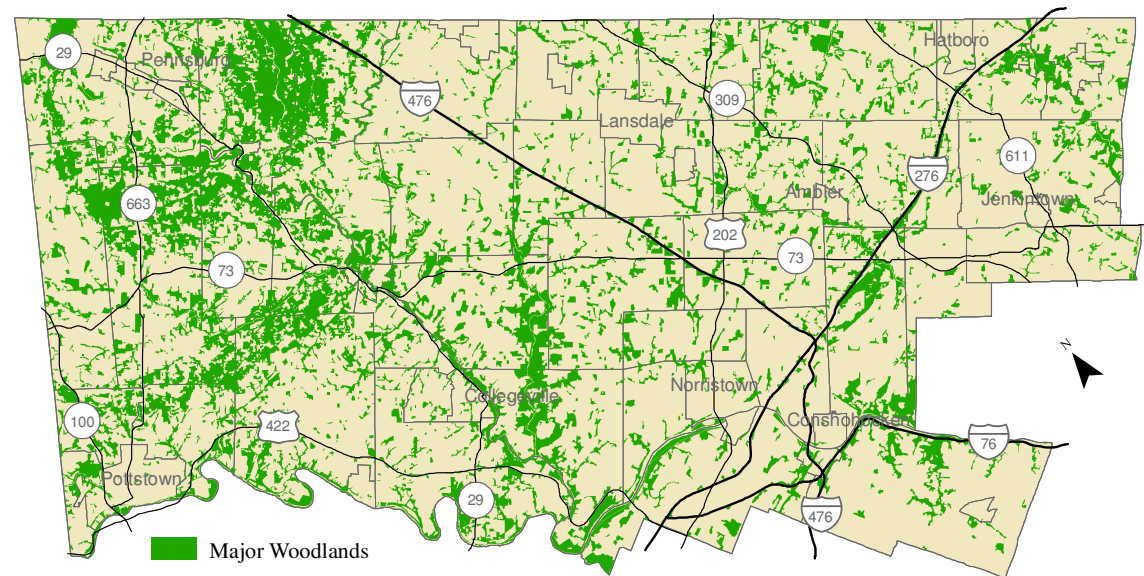 29
Pennsburg
Hatboro
476
309
Lansdale
611
276
Ambler
Jenkintown
663
202
73
73
N
Norristown
Collegeville
100
422
Conshohocken
76
Pottstown
29
476
Major Woodlands